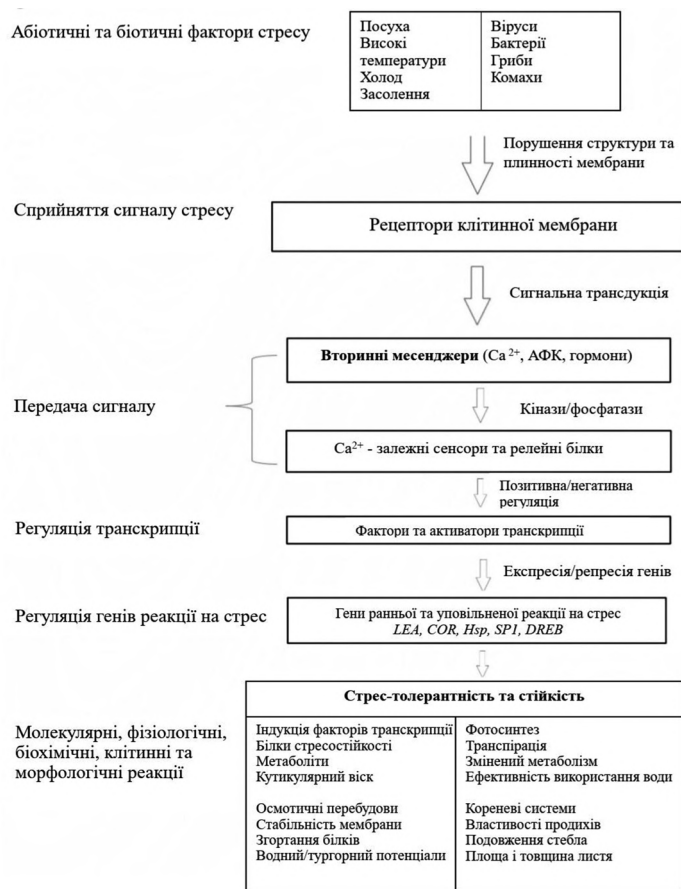 Абіотичні та біотичні фактори стресу
Посуха
Високі
температури
Холод
Засолення
Віруси
Бактерії
Гриби
Комахи
Порушення структури та
плинності мембрани
Сприйняття сигналу стресу
Рецептори клітинної мембрани
Сигнальна трансдукція
Вторинні месенджери (Ca²⁺, АФК, гормони)
Передача сигналу
Кінази/фосфатази
Ca²⁺ - залежні сенсори та релейні білки
Позитивна/негативна
регуляція
Регуляція транскрипції
Фактори та активатори транскрипції
Експресія/репресія генів
Регуляція генів реакції на стрес
Гени ранньої та уповільненої реакції на стрес
LEA, COR, Hsp, SP1, DREB
Стрес-толерантність та стійкість
Молекулярні, фізіологічні,
біохімічні, клітинні та
морфологічні реакції
Індукція факторів транскрипції
Білки стресостійкості
Метаболіти
Кутикулярний віск
Осмотичні перебудови
Стабільність мембрани
Згортання білків
Водний/тургорний потенціали
Фотосинтез
Транспірація
Змінений метаболізм
Ефективність використання води
Кореневі системи
Властивості продихів
Подовження стебла
Площа і товщина листя